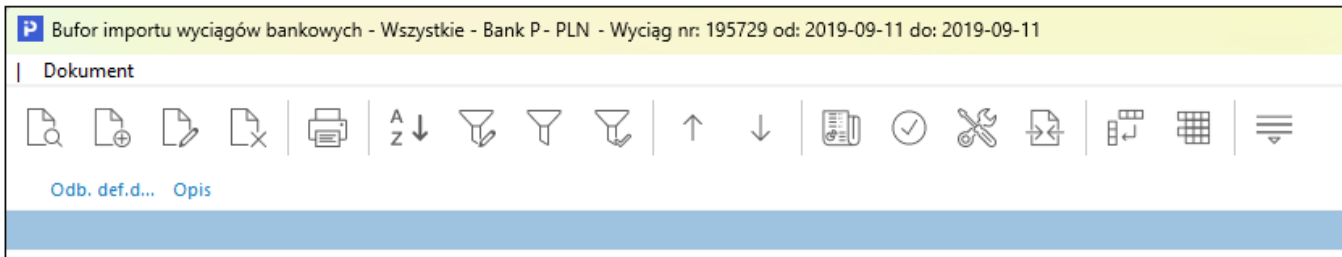 Bufor importu wyciągów bankowych - Wszystkie - Bank P- PLN - Wyciąg nr: 195729 od: 2019-09-11 do: 2019-09-11
Dokument
A
Z
Odb. def.d... Opis